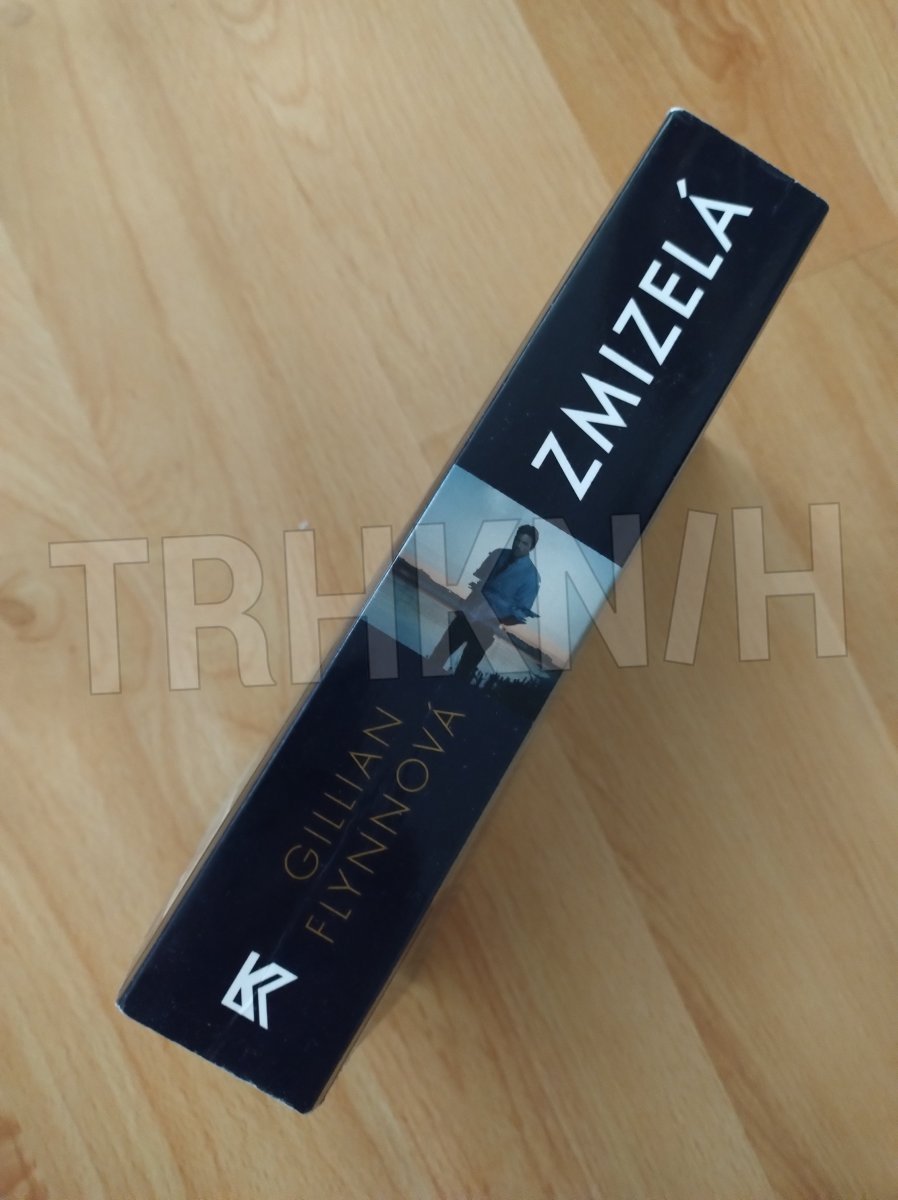 ZMIZELÁ
GILLIAN
FLYNNOVÁ
TRHKNIH